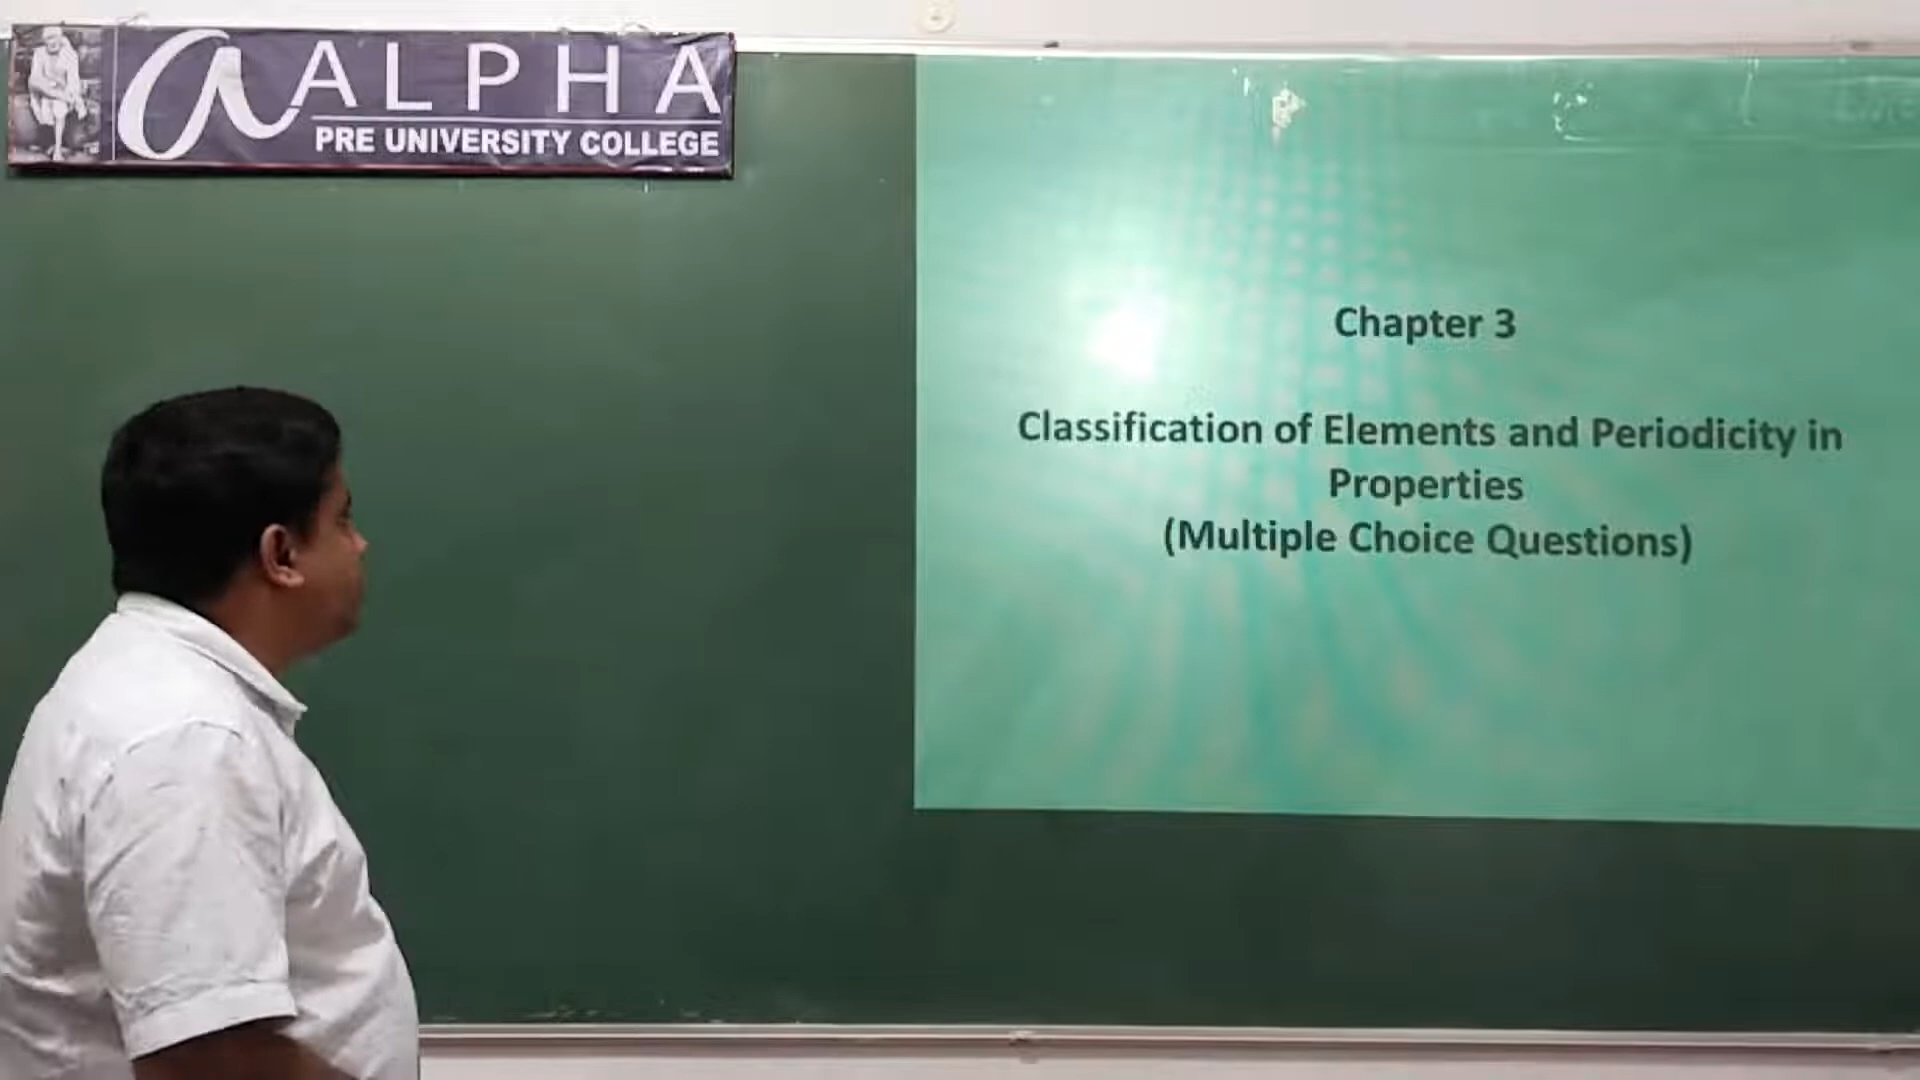 ALPHA
PRE UNIVERSITY COLLEGE
Chapter 3
Classification of Elements and Periodicity in
Properties
(Multiple Choice Questions)